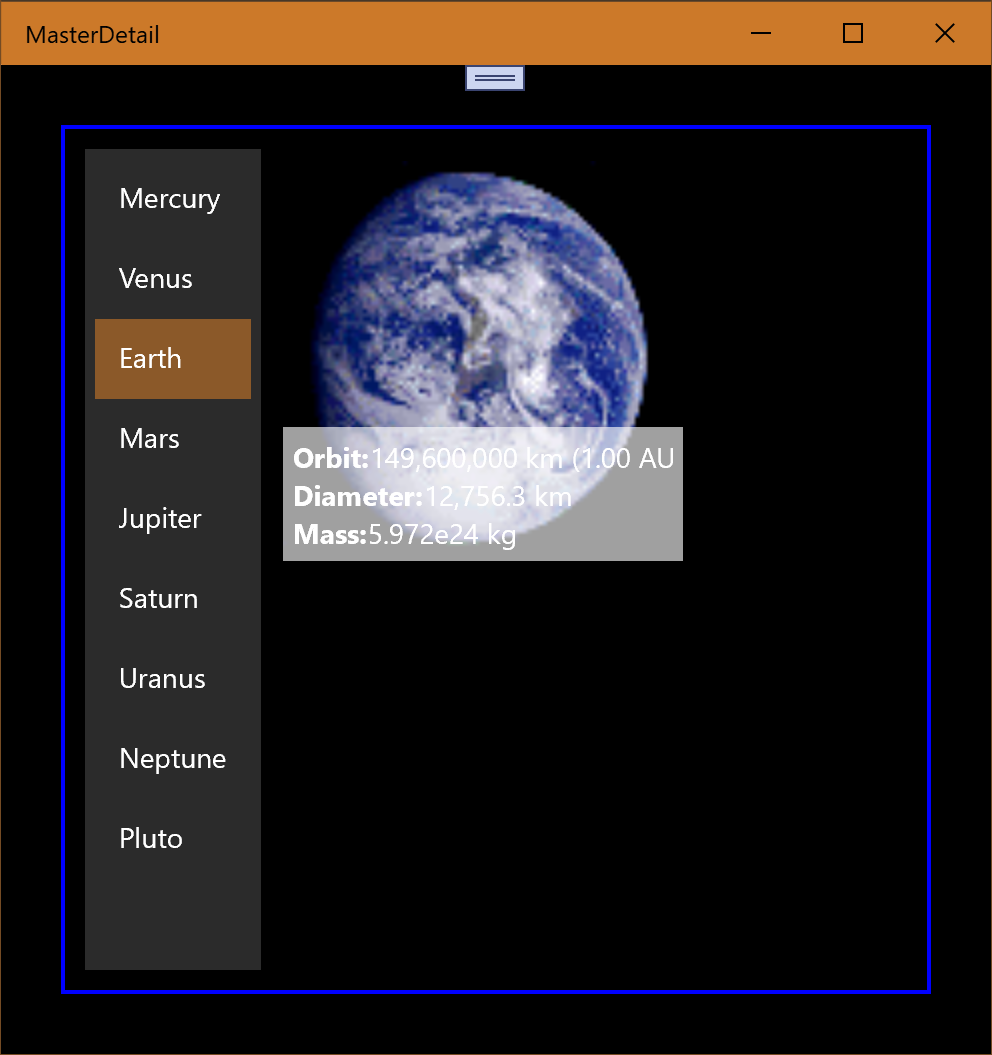 MasterDetail
Mercury
Venus
Earth
Mars
Jupiter
Saturn
Uranus
Neptune
Pluto
Orbit:149,600,000 km (1.00 AU
Diameter:12,756.3 km
Mass:5.972e24 kg